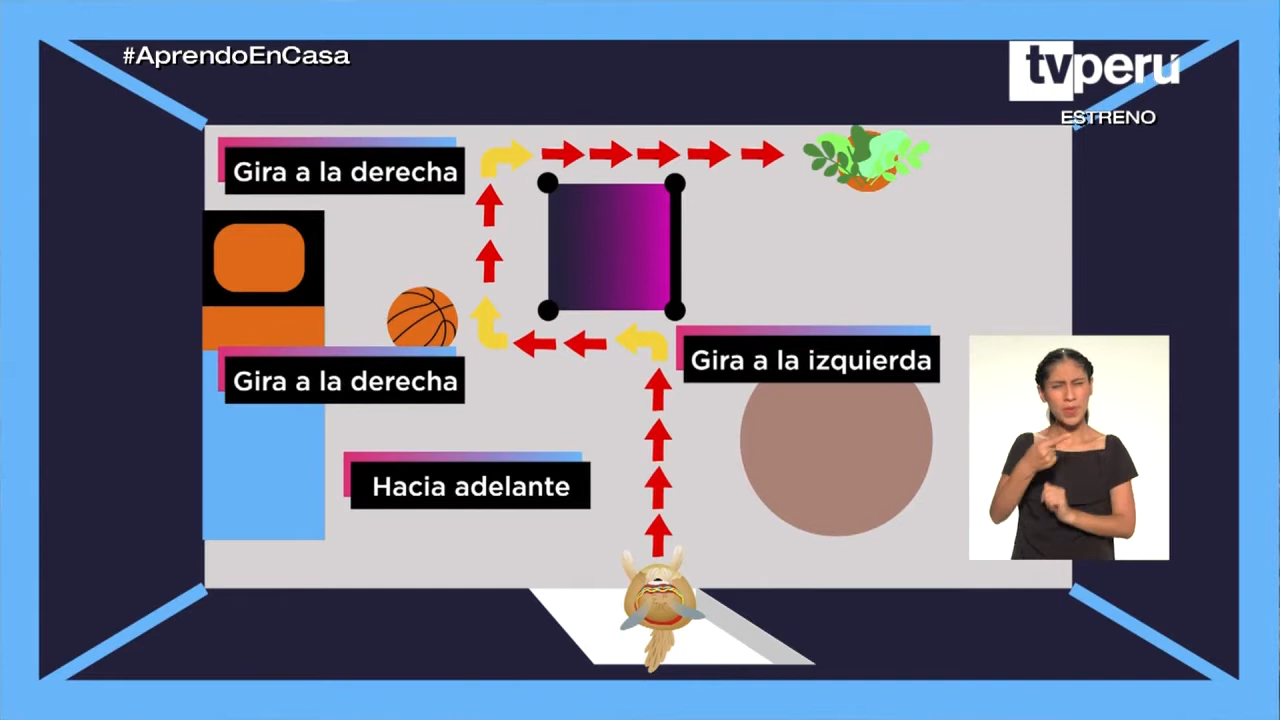 #AprendoEnCasa
tvperu
ESTRENO
Gira a la derecha
Gira a la izquierda
Gira a la derecha
Hacia adelante